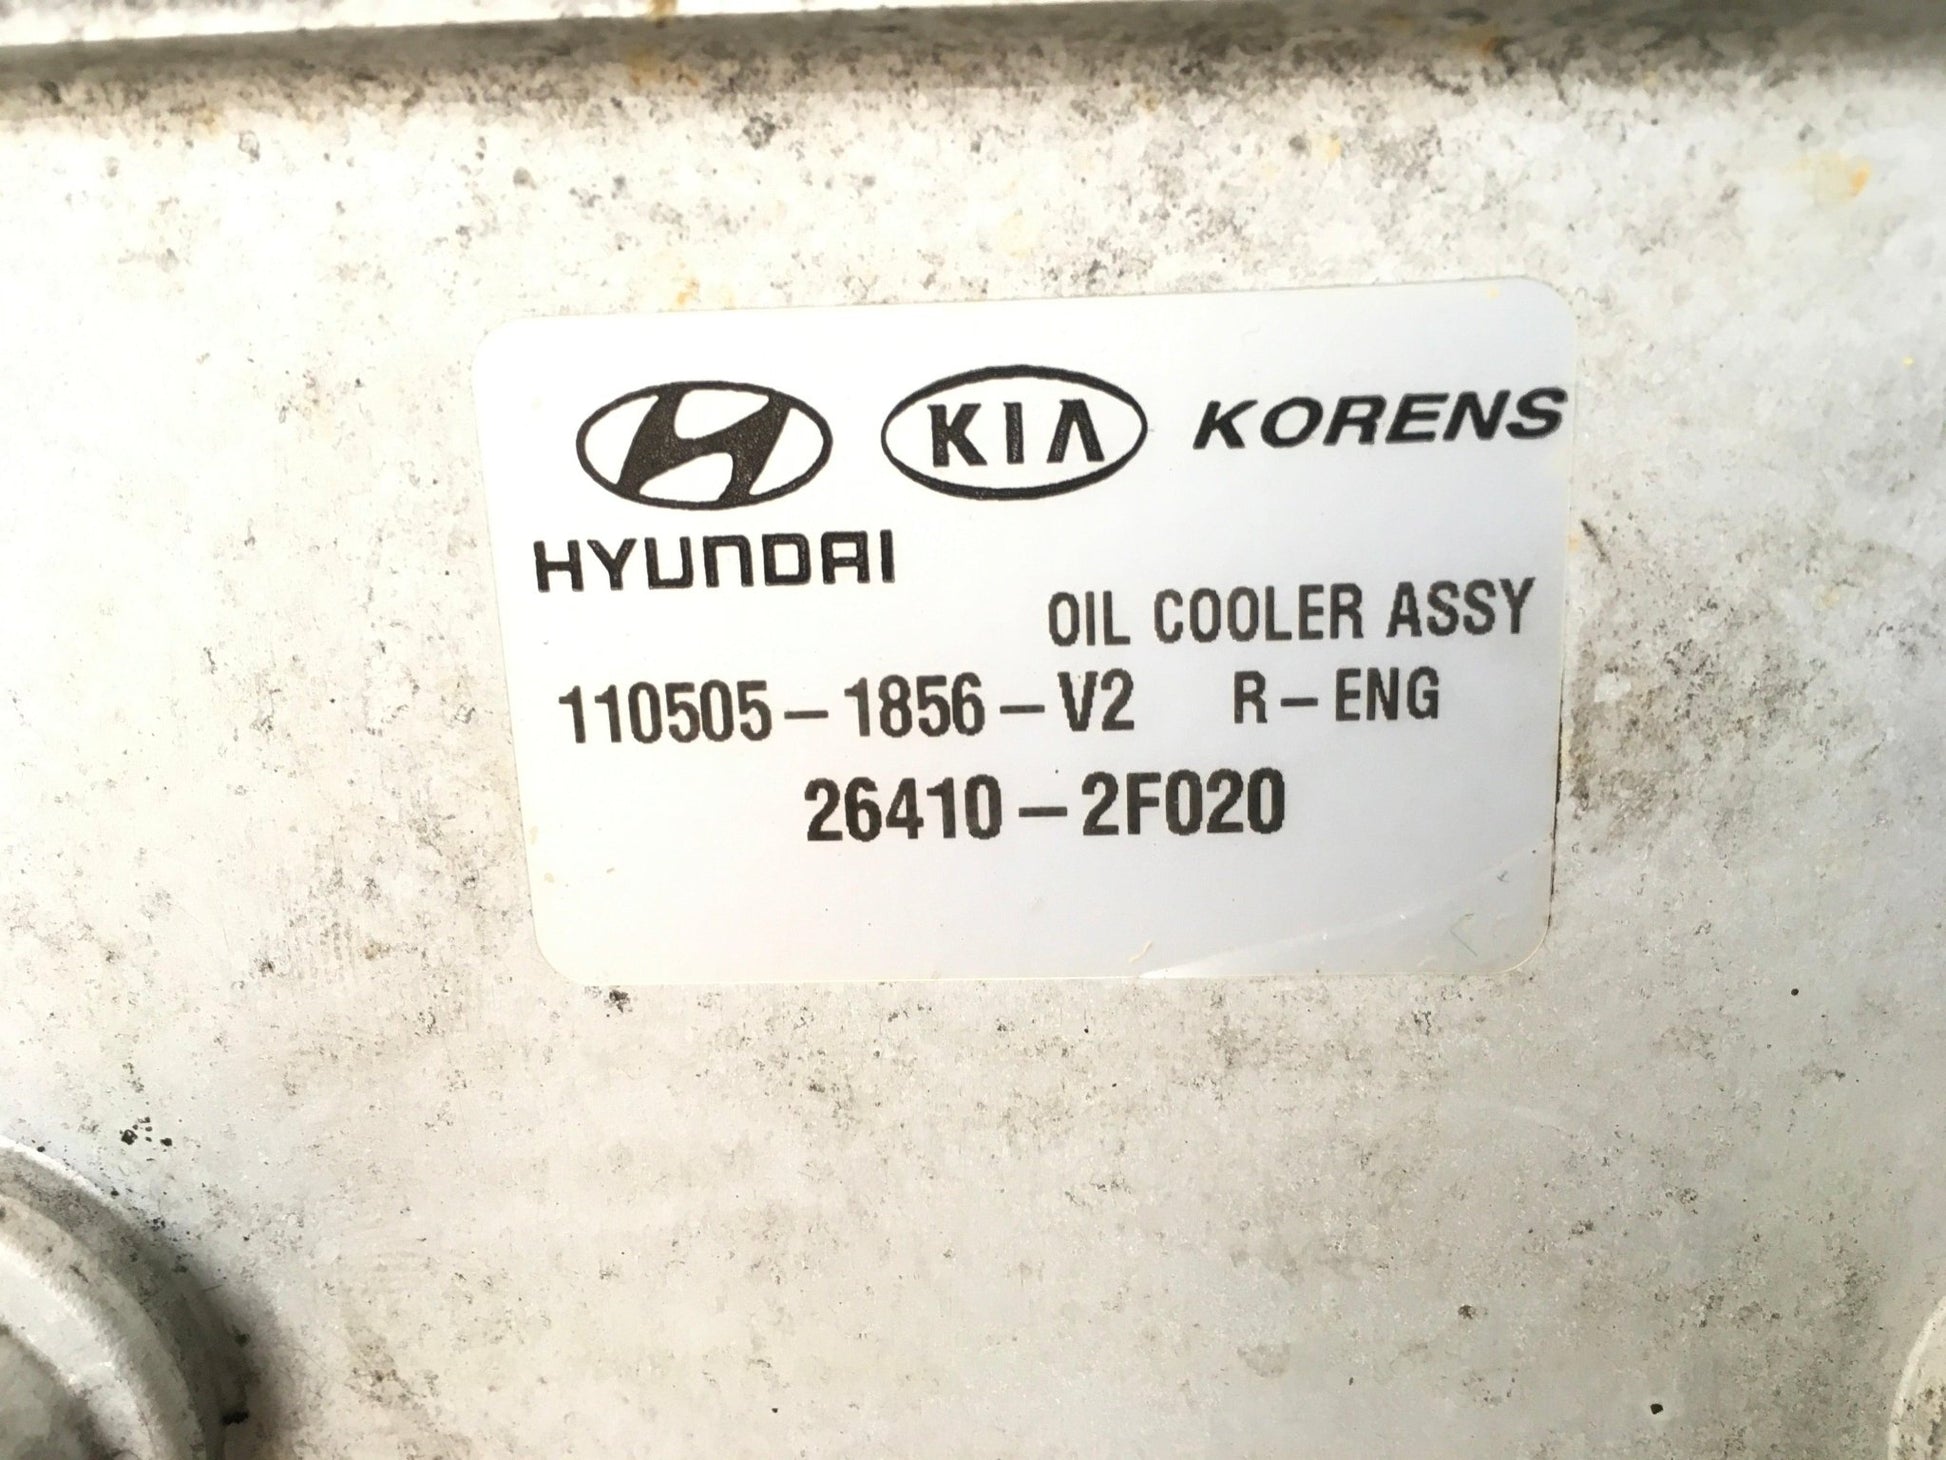 KIA KORENS
HYUNDAI
OIL COOLER ASSY
110505-1856-V2 R-ENG
26410-2F020